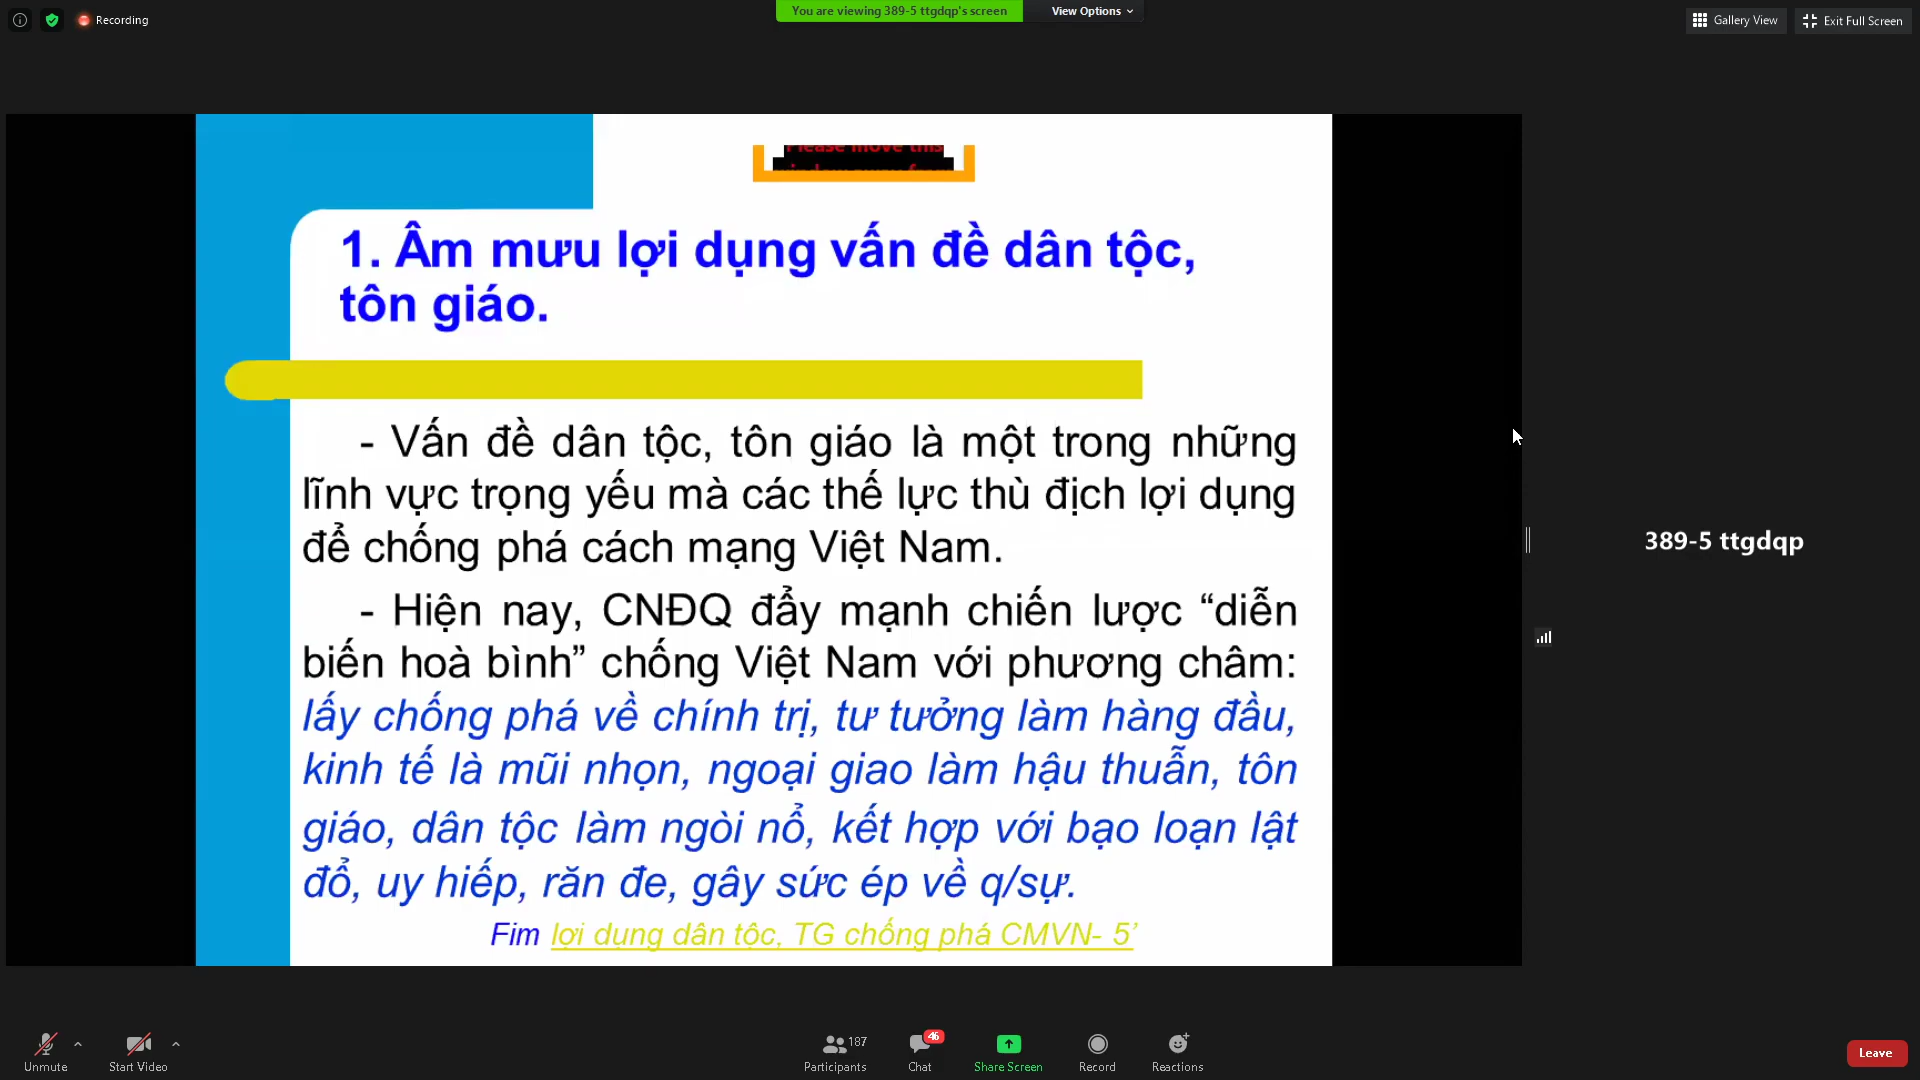 Recording
You are viewing 389-5 ttgdqp's screen
View Options
Gallery View
Exit Full Screen
Please move this
1. Âm mưu lợi dụng vấn đề dân tộc,
tôn giáo.
- Vấn đề dân tộc, tôn giáo là một trong những
lĩnh vực trọng yếu mà các thế lực thù địch lợi dụng
để chống phá cách mạng Việt Nam.
- Hiện nay, CNĐQ đẩy mạnh chiến lược “diễn
biến hoà bình” chống Việt Nam với phương châm:
lấy chống phá về chính trị, tư tưởng làm hàng đầu,
kinh tế là mũi nhọn, ngoại giao làm hậu thuẫn, tôn
giáo, dân tộc làm ngòi nổ, kết hợp với bạo loạn lật
đổ, uy hiếp, răn đe, gây sức ép về q/sự.
Fim lợi dụng dân tộc, TG chống phá CMVN- 5’
389-5 ttgdqp
Unmute
Start Video
187
Participants
46
Chat
Share Screen
Record
Reactions
Leave